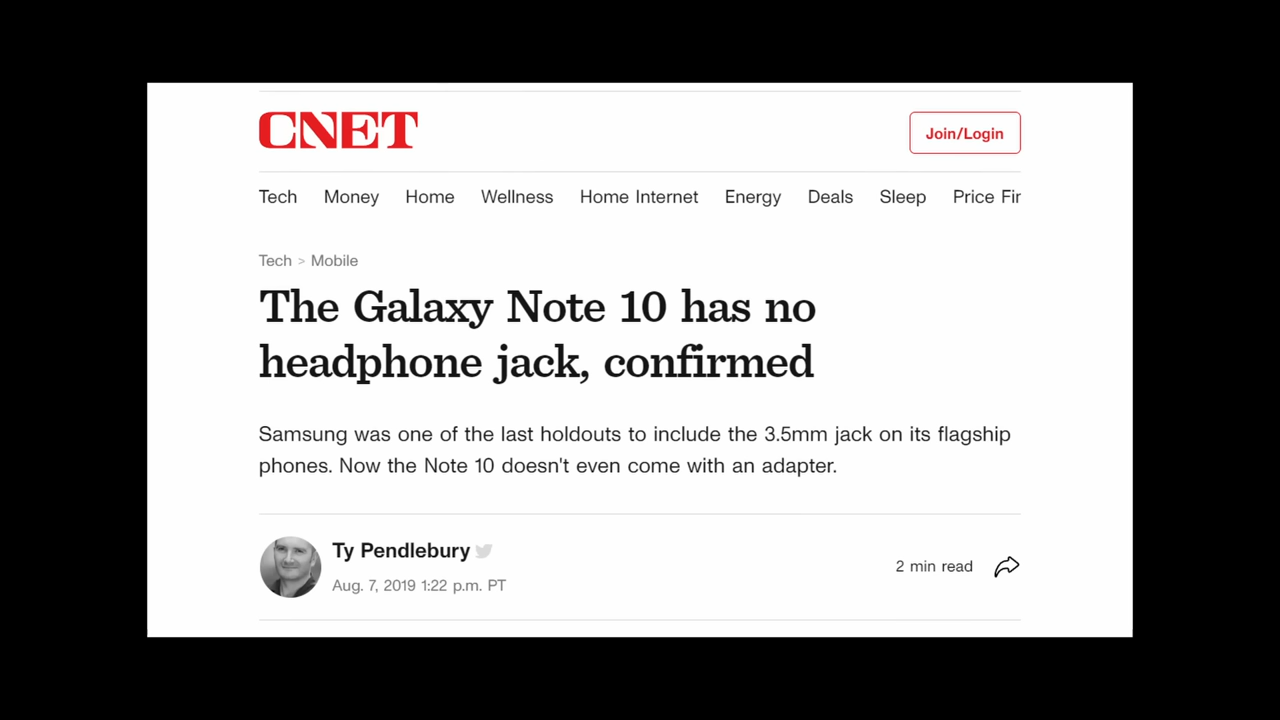 CNET
Join/Login
Tech Money Home Wellness Home Internet Energy Deals Sleep Price Fir
Tech > Mobile
The Galaxy Note 10 has no
headphone jack, confirmed
Samsung was one of the last holdouts to include the 3.5mm jack on its flagship
phones. Now the Note 10 doesn't even come with an adapter.
Ty Pendlebury
Aug. 7, 2019 1:22 p.m. PT
2 min read